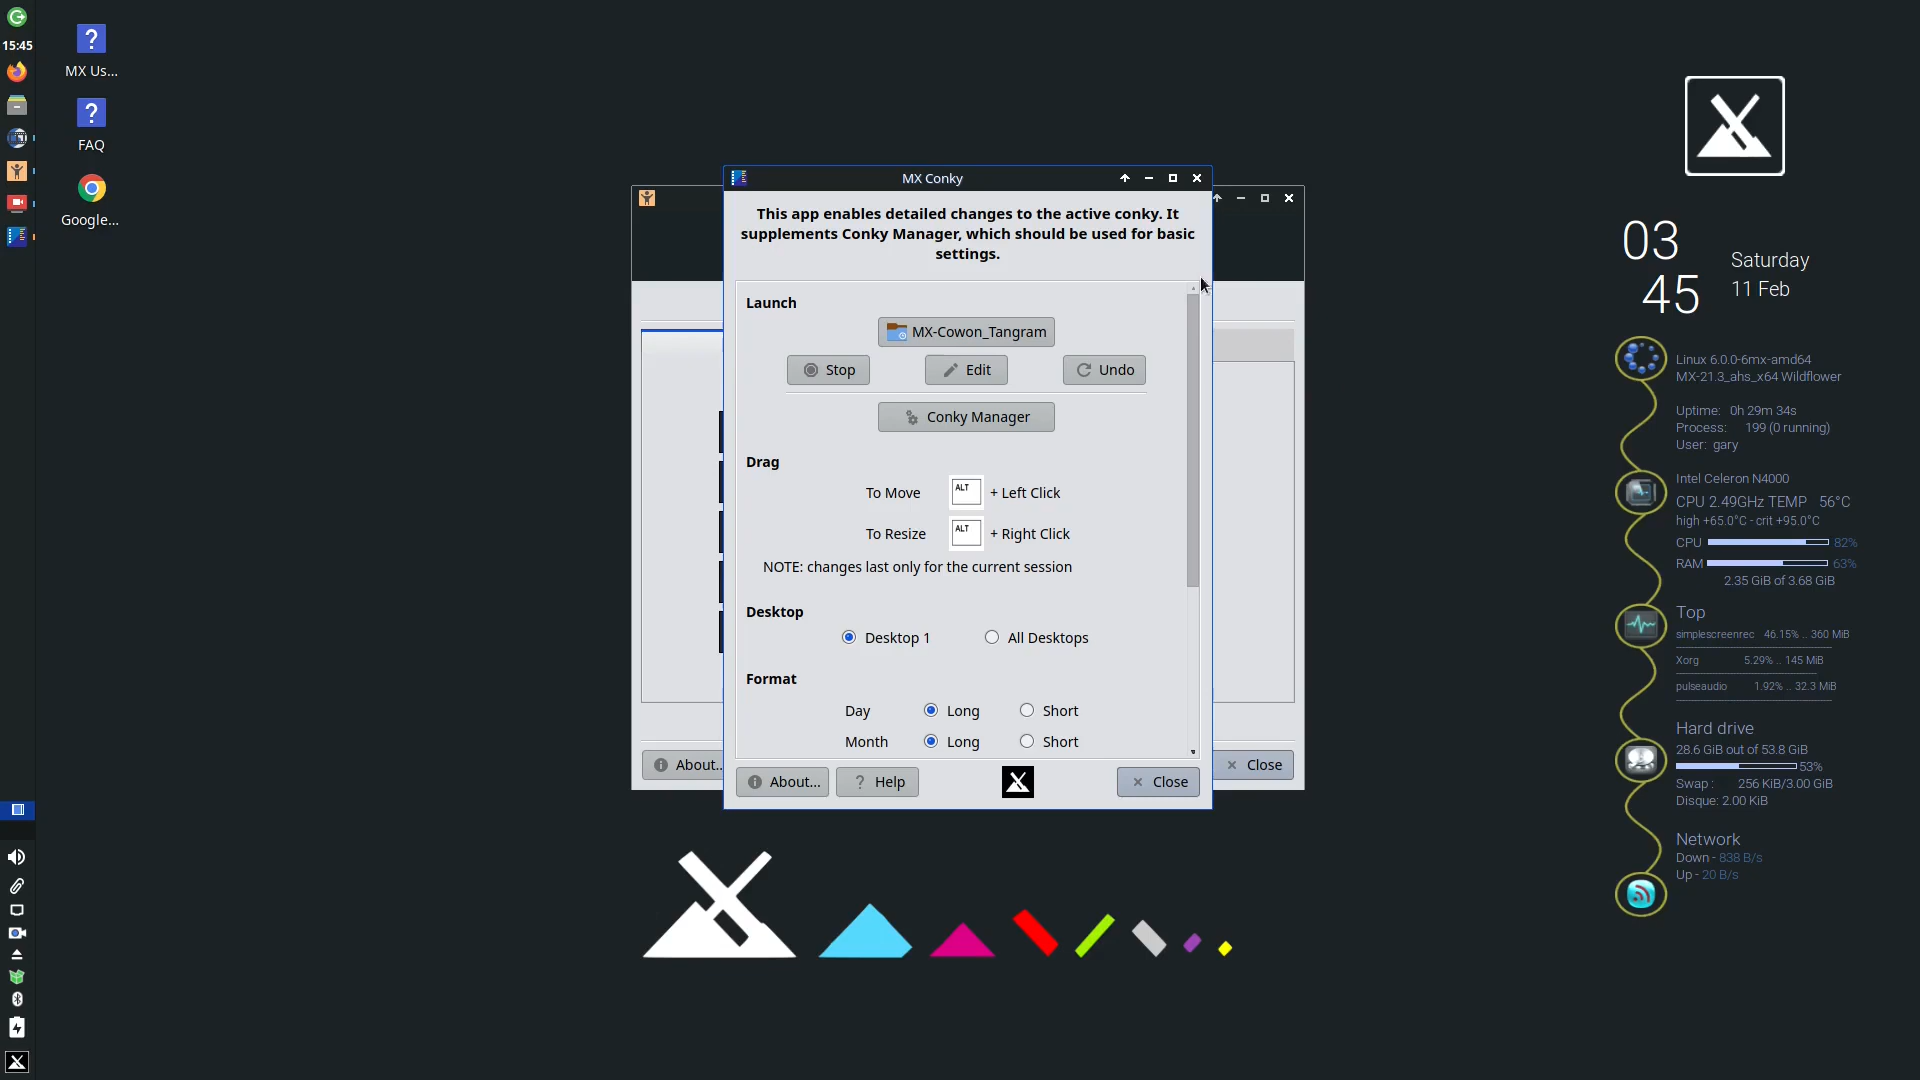 15:45
MX Us...
FAQ
Google...
MX Conky
This app enables detailed changes to the active conky. It
supplements Conky Manager, which should be used for basic
settings.
Launch
MX-Cowon_Tangram
Stop
Edit
Undo
Conky Manager
Drag
To Move ALT + Left Click
To Resize ALT + Right Click
NOTE: changes last only for the current session
Desktop
Desktop 1
All Desktops
Format
Day Long Short
Month Long Short
About...
Help
Close
About..
Close
03
45
Saturday
11 Feb
Linux 6.0.0-6mx-amd64
MX-21.3_ahs_x64 Wildflower
Uptime: 0h 29m 34s
Process: 199 (0 running)
User: gary
Intel Celeron N4000
CPU 2.49GHz TEMP 56°C
high +65.0°C - crit +95.0°C
CPU 82%
RAM 63%
2.35 GiB of 3.68 GiB
Top
simplescreenrec 46.15% .. 360 MiB
Xorg 5.29% .. 145 MiB
pulseaudio 1.92% .. 32.3 MiB
Hard drive
28.6 GiB out of 53.8 GiB
53%
Swap : 256 KiB/3.00 GiB
Disque: 2.00 KiB
Network
Down - 838 B/s
Up - 20 B/s